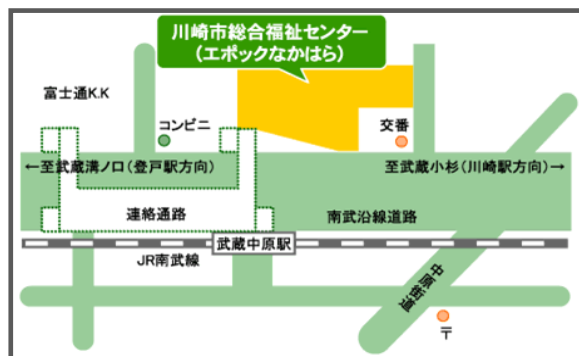 川崎市総合福祉センター
(エポックなかはら)
富士通K.K
コンビニ
交番
←至武蔵溝ノ口(登戸駅方向)
至武蔵小杉(川崎駅方向)→
連絡通路
南武沿線道路
武蔵中原駅
JR南武線
中原街道
〒